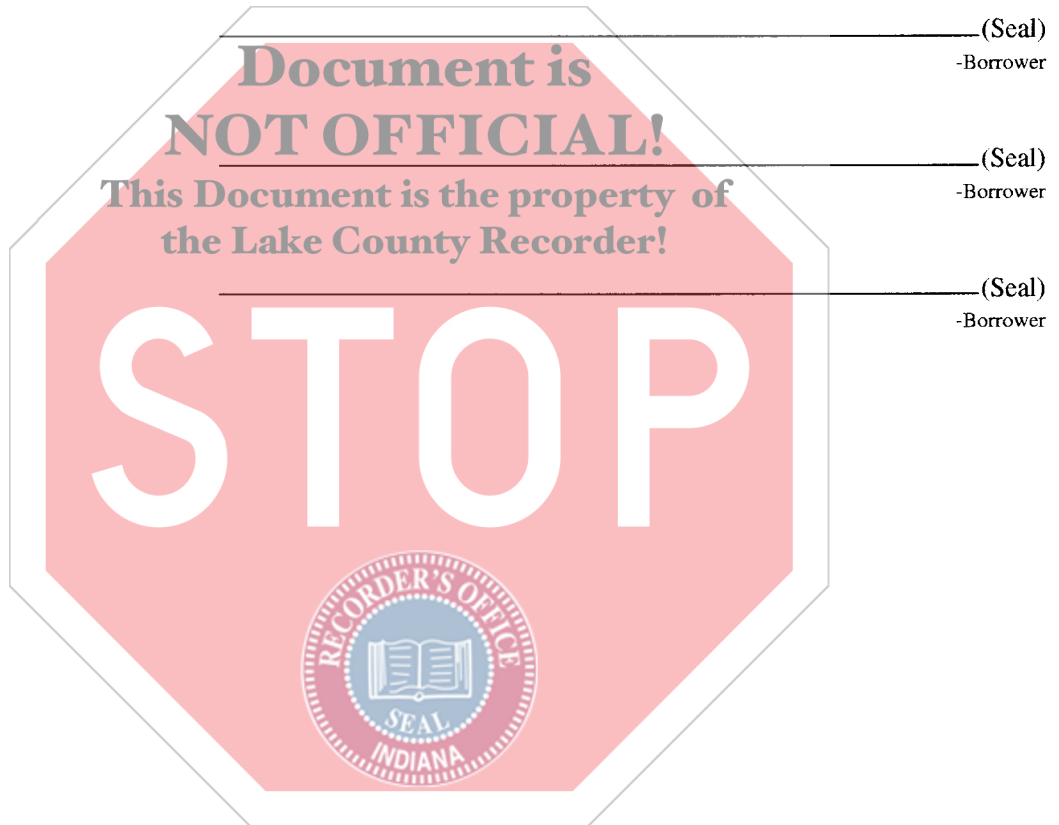 (Seal)
-Borrower
Document is
NOT OFFICIAL!
(Seal)
-Borrower
This Document is the property of
the Lake County Recorder!
(Seal)
-Borrower
STOP
RECORDER'S OFFICE
SEAL
INDIANA